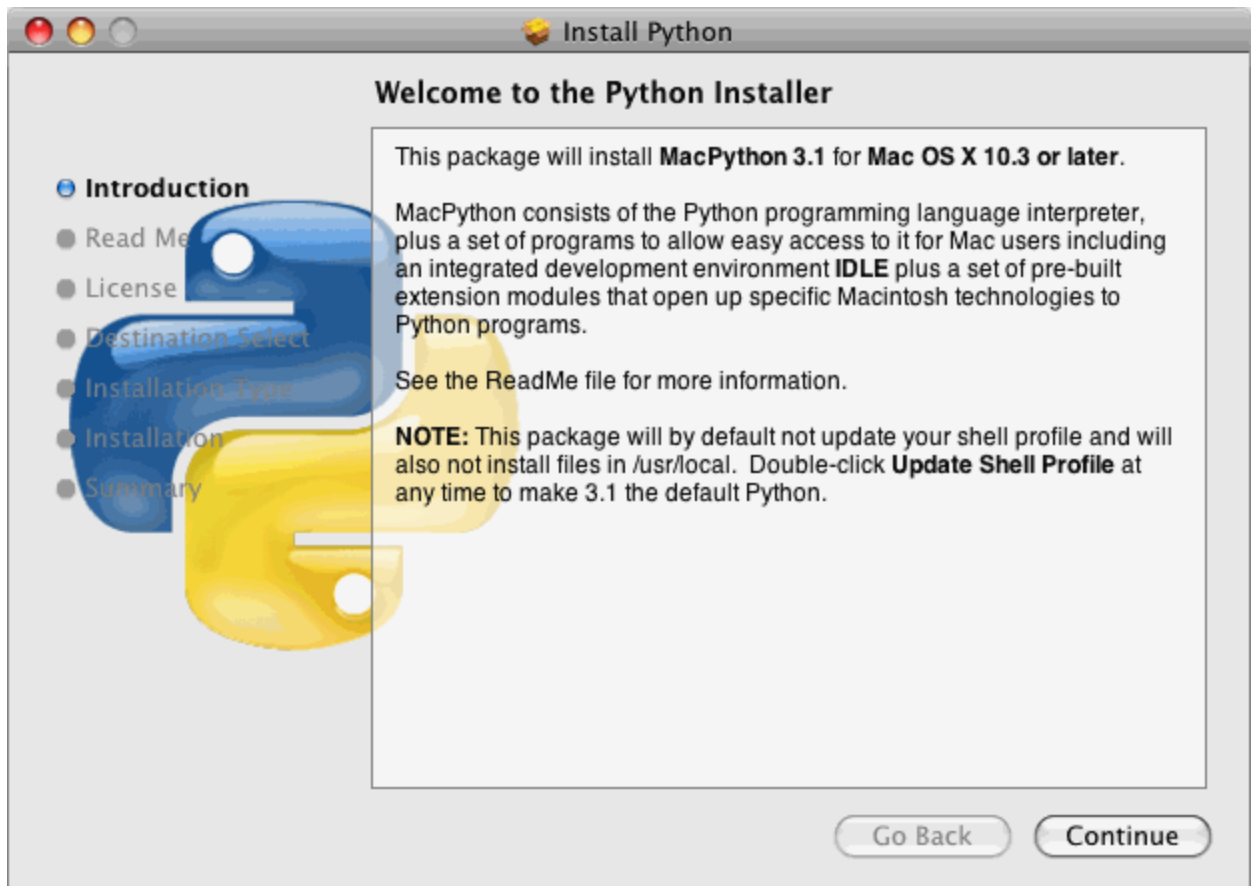 Install Python
Welcome to the Python Installer
Introduction
Read Me
License
Destination Select
Installation Type
Installation
Summary
This package will install MacPython 3.1 for Mac OS X 10.3 or later.
MacPython consists of the Python programming language interpreter,
plus a set of programs to allow easy access to it for Mac users including
an integrated development environment IDLE plus a set of pre-built
extension modules that open up specific Macintosh technologies to
Python programs.
See the ReadMe file for more information.
NOTE: This package will by default not update your shell profile and will
also not install files in /usr/local.  Double-click Update Shell Profile at
any time to make 3.1 the default Python.
Go Back
Continue